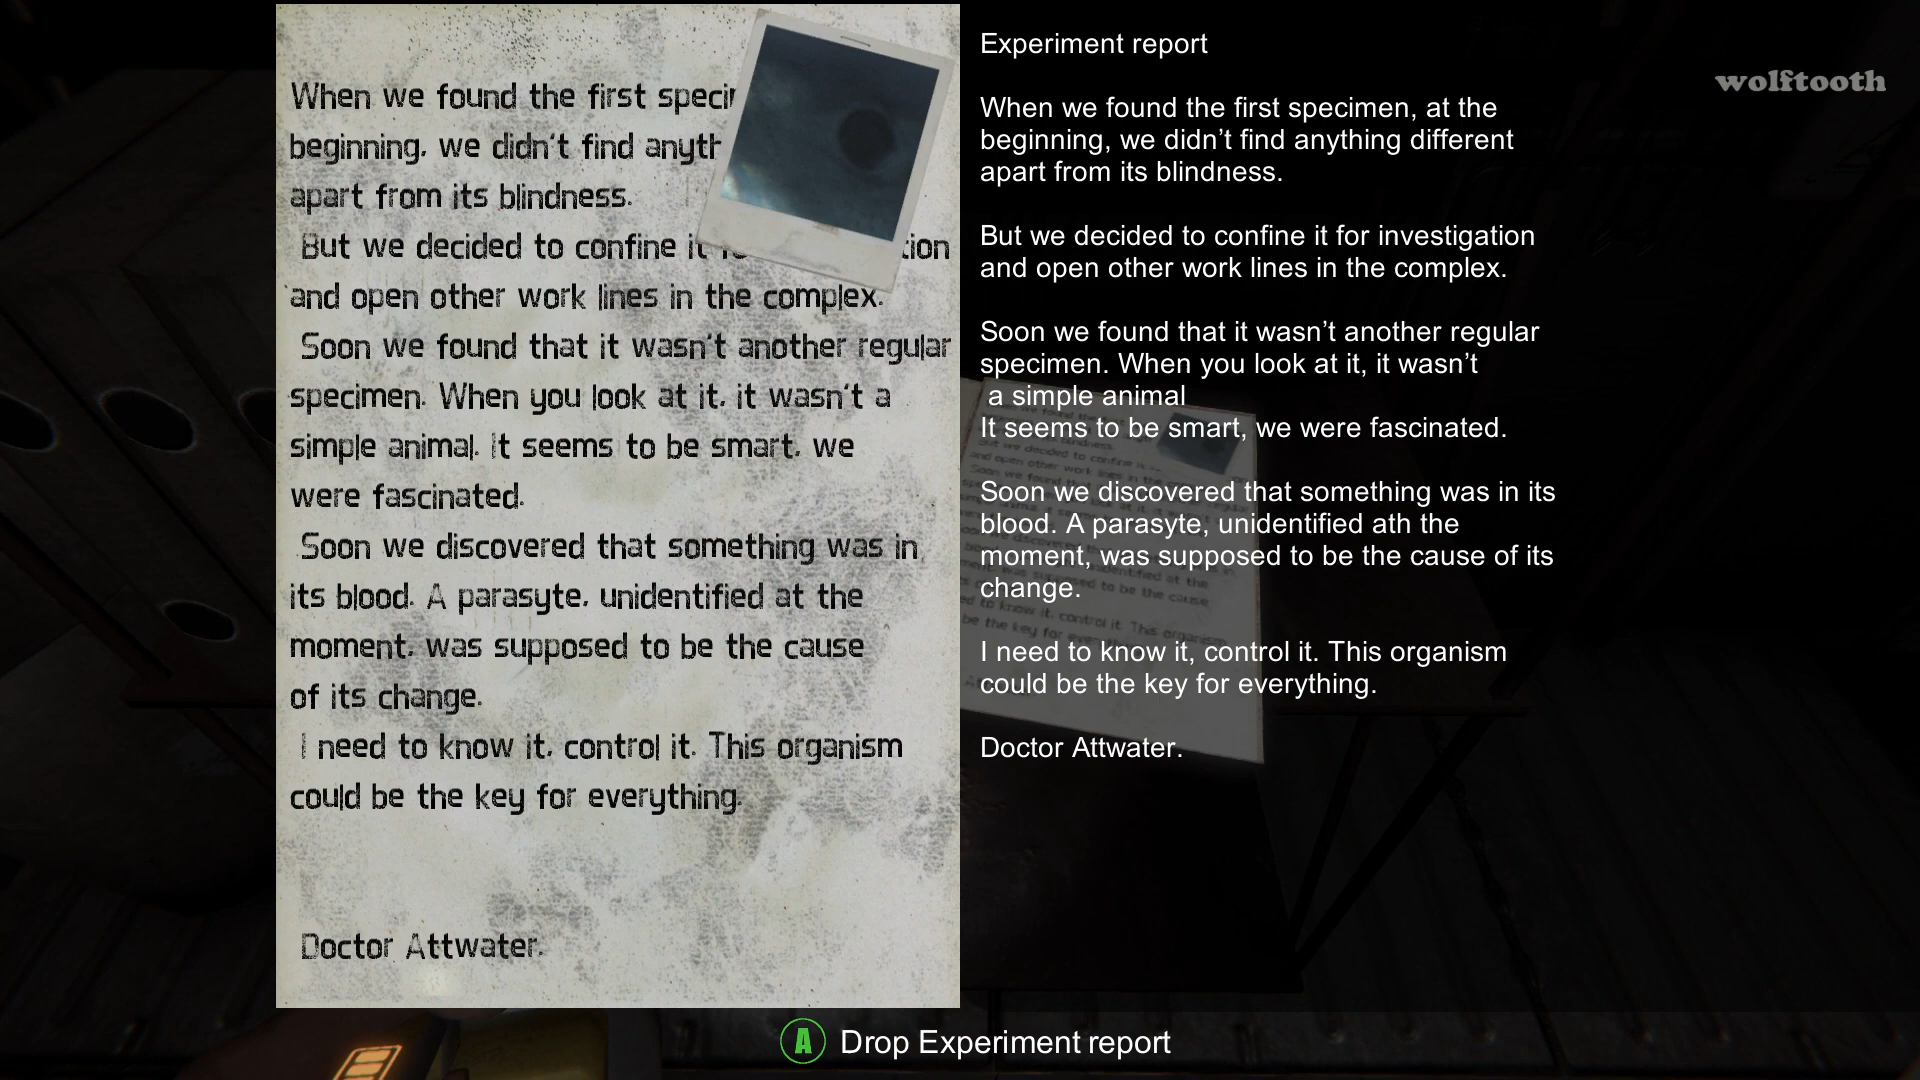 When we found the first
beginning, we didn't find
apart from its blindness.
But we decided to confine it
and open other work lines in the complex.
Soon we found that it wasn't another regular
specimen. When you look at it, it wasn't a
simple animal. It seems to be smart, we
were fascinated.
Soon we discovered that something was in
its blood. A parasyte, unidentified at the
moment, was supposed to be the cause
of its change.
I need to know it, control it. This organism
could be the key for everything.
Doctor Attwater.
Experiment report
When we found the first specimen, at the
beginning, we didn't find anything different
apart from its blindness.
But we decided to confine it for investigation
and open other work lines in the complex.
Soon we found that it wasn't another regular
specimen. When you look at it, it wasn't
a simple animal
It seems to be smart, we were fascinated.
Soon we discovered that something was in its
blood. A parasyte, unidentified ath the
moment, was supposed to be the cause of its
change.
I need to know it, control it. This organism
could be the key for everything.
Doctor Attwater.
wolftooth
A Drop Experiment report